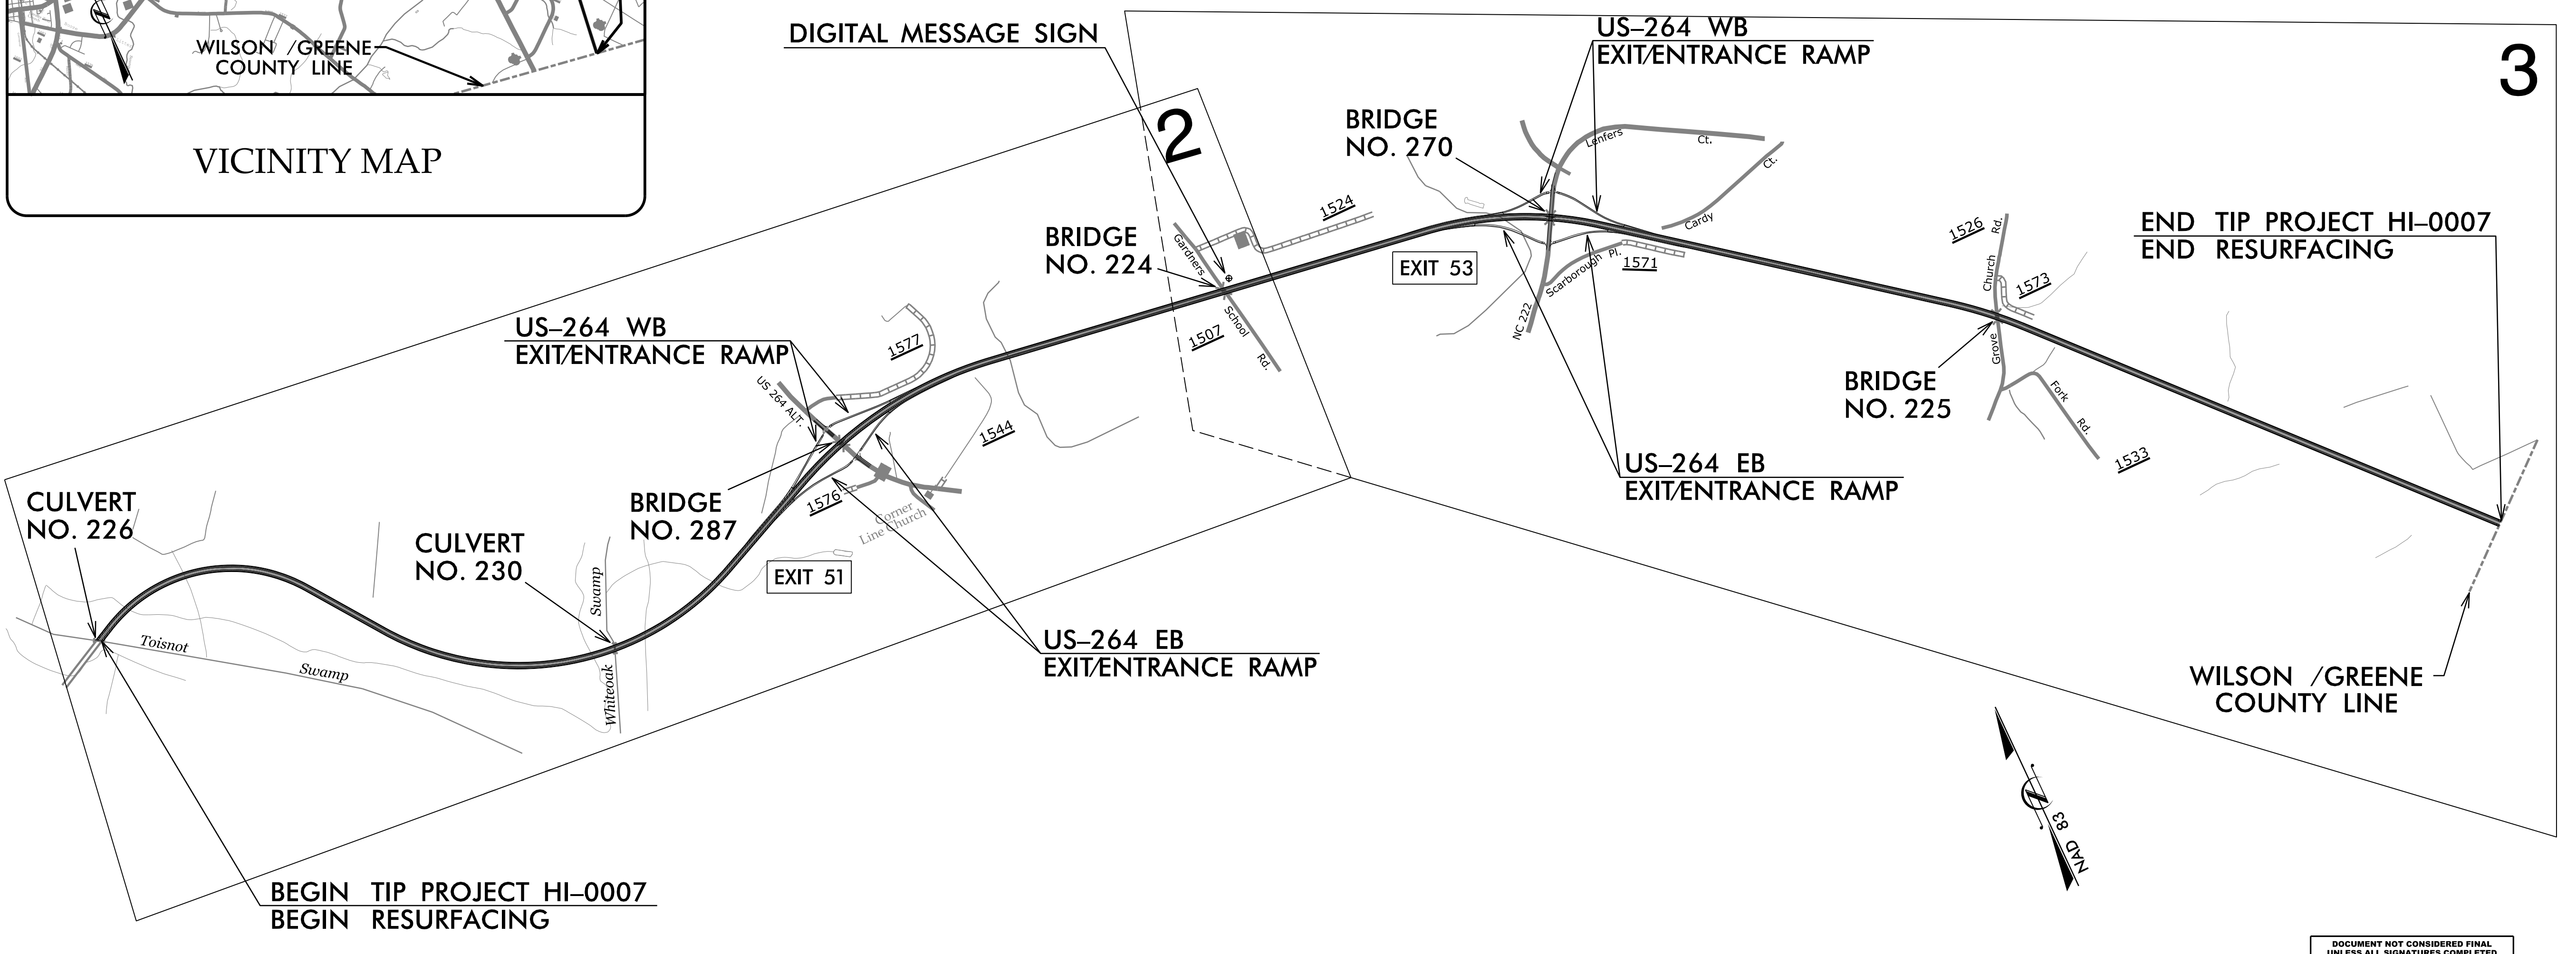 WILSON /GREENE
COUNTY LINE
VICINITY MAP
DIGITAL MESSAGE SIGN
US–264 WB
EXIT/ENTRANCE RAMP
3
2
BRIDGE
NO. 270
Lenfers
Ct.
Ct.
Cardy
1524
BRIDGE
NO. 224
Gardners
School
Rd.
1507
EXIT 53
NC 222
Scarborough Pl.
1571
1526
Rd.
Church
Grove
1573
END TIP PROJECT HI–0007
END RESURFACING
BRIDGE
NO. 225
Fork
Rd.
1533
US–264 WB
EXIT/ENTRANCE RAMP
1577
US 264 ALT.
1544
1576
Corner
Line Church
BRIDGE
NO. 287
EXIT 51
US–264 EB
EXIT/ENTRANCE RAMP
CULVERT
NO. 226
CULVERT
NO. 230
Swamp
Whiteoak
Toisnot
Swamp
US–264 EB
EXIT/ENTRANCE RAMP
WILSON /GREENE
COUNTY LINE
NAD 83
BEGIN TIP PROJECT HI–0007
BEGIN RESURFACING
DOCUMENT NOT CONSIDERED FINAL
UNLESS ALL SIGNATURES COMPLETED